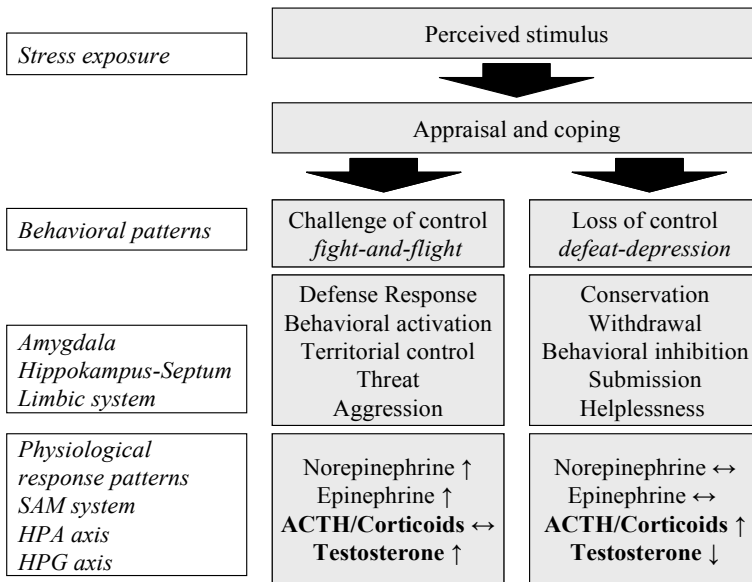 Stress exposure
Perceived stimulus
Appraisal and coping
Behavioral patterns
Challenge of control
fight-and-flight
Loss of control
defeat-depression
Amygdala
Hippokampus-Septum
Limbic system
Defense Response
Behavioral activation
Territorial control
Threat
Aggression
Conservation
Withdrawal
Behavioral inhibition
Submission
Helplessness
Physiological
response patterns
SAM system
HPA axis
HPG axis
Norepinephrine ↑
Epinephrine ↑
ACTH/Corticoids ↔
Testosterone ↑
Norepinephrine ↔
Epinephrine ↔
ACTH/Corticoids ↑
Testosterone ↓